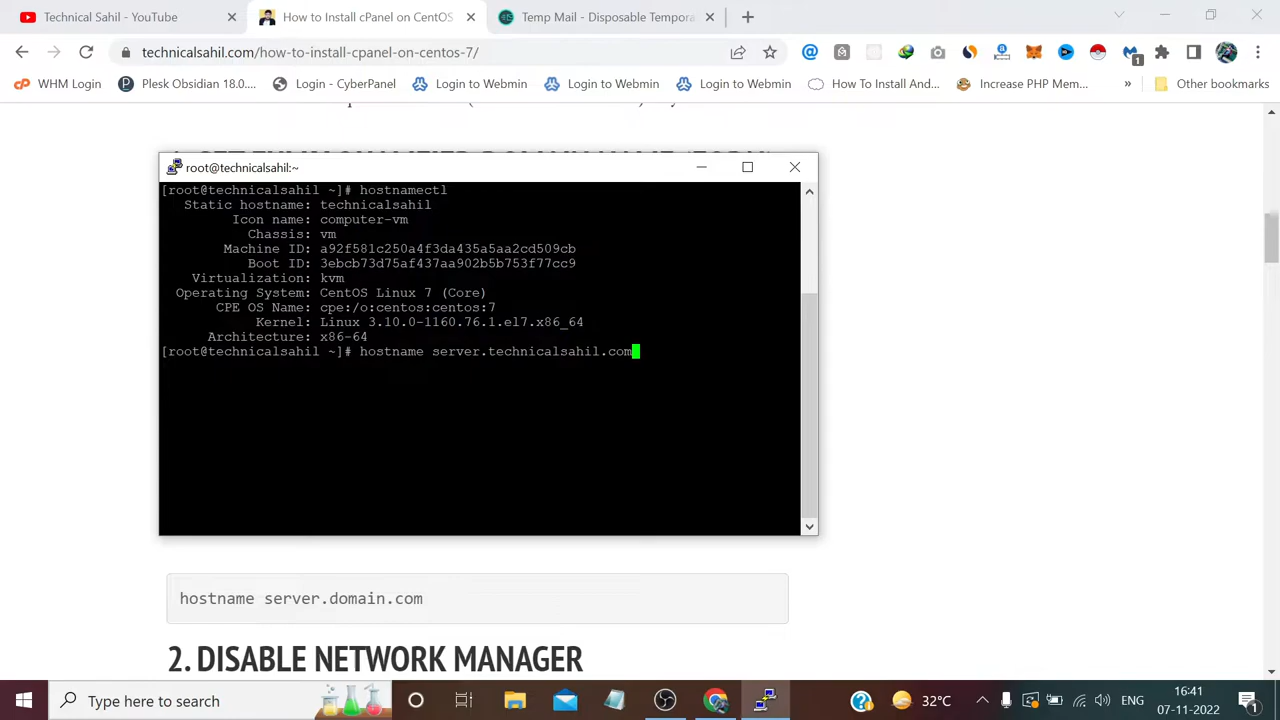 Technical Sahil - YouTube
How to Install cPanel on CentOS
Temp Mail - Disposable Tempora
technicalsahil.com/how-to-install-cpanel-on-centos-7/
WHM Login
Plesk Obsidian 18.0....
Login - CyberPanel
Login to Webmin
Login to Webmin
Login to Webmin
How To Install And...
Increase PHP Mem...
»
Other bookmarks
root@technicalsahil:~
[root@technicalsahil ~]# hostnamectl
Static hostname: technicalsahil
Icon name: computer-vm
Chassis: vm
Machine ID: a92f581c250a4f3da435a5aa2cd509cb
Boot ID: 3ebcb73d75af437aa902b5b753f77cc9
Virtualization: kvm
Operating System: CentOS Linux 7 (Core)
CPE OS Name: cpe:/o:centos:centos:7
Kernel: Linux 3.10.0-1160.76.1.el7.x86_64
Architecture: x86-64
[root@technicalsahil ~]# hostname server.technicalsahil.com
hostname server.domain.com
2. DISABLE NETWORK MANAGER
Type here to search
32°C
ENG
16:41
07-11-2022
1